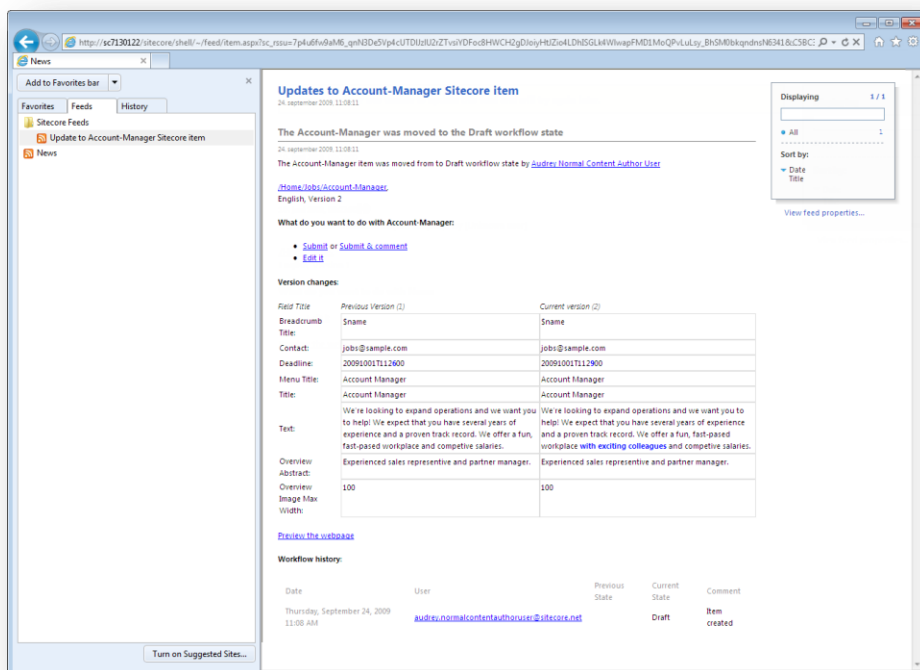 http://sc7130122/sitecore/shell/~/feed/item.aspx?sc_rssu=
News
Add to Favorites bar
Favorites Feeds History
Sitecore Feeds
Update to Account-Manager Sitecore item
News
Turn on Suggested Sites...
Updates to Account-Manager Sitecore item
24. september 2009, 11:08:11
The Account-Manager was moved to the Draft workflow state
24. september 2009, 11:08:11
The Account-Manager item was moved from to Draft workflow state by Audrey Normal Content Author User
/Home/Jobs/Account-Manager,
English, Version 2
What do you want to do with Account-Manager:
• Submit or Submit & comment
• Edit it
Version changes:
Field Title Previous Version (1) Current version (2)
Breadcrumb Sname Sname
Title:
Contact: jobs@sample.com jobs@sample.com
Deadline: 20091001T112600 20091001T112900
Menu Title: Account Manager Account Manager
Title: Account Manager Account Manager
Text:
We're looking to expand operations and we want you
to help! We expect that you have several years of
experience and a proven track record. We offer a fun,
fast-pased workplace and competive salaries.
We're looking to expand operations and we want you to
help! We expect that you have several years of experience
and a proven track record. We offer a fun, fast-pased
workplace with exciting colleagues and competive salaries.
Overview Experienced sales representive and partner manager. Experienced sales representive and partner manager.
Abstract:
Overview 100 100
Image Max
Width:
Preview the webpage
Workflow history:
Date User Previous State Current State Comment
Thursday, September 24, 2009
11:08 AM
audrey.normalcontentauthoruser@sitecore.net
Draft
Item
created
Displaying 1 / 1
All 1
Sort by:
Date
Title
View feed properties...